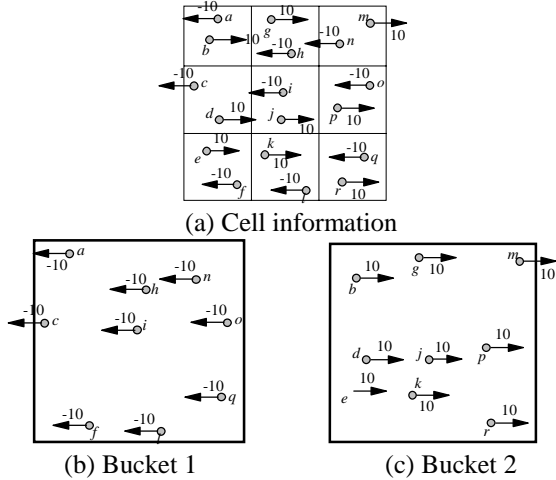 -10 a 10 g m
b 10 -10 h -10 n 10
-10 c -10 i -10 o
d 10 j 10 p 10
e 10 k 10 -10 q
-10 f -10 l r 10
(a) Cell information
-10 a
-10 h -10 n
-10 c -10 i -10 o
-10 q
-10 f -10 l
10 b g 10 m 10
d 10 j 10 p 10
e 10 k 10
r 10
(b) Bucket 1 (c) Bucket 2